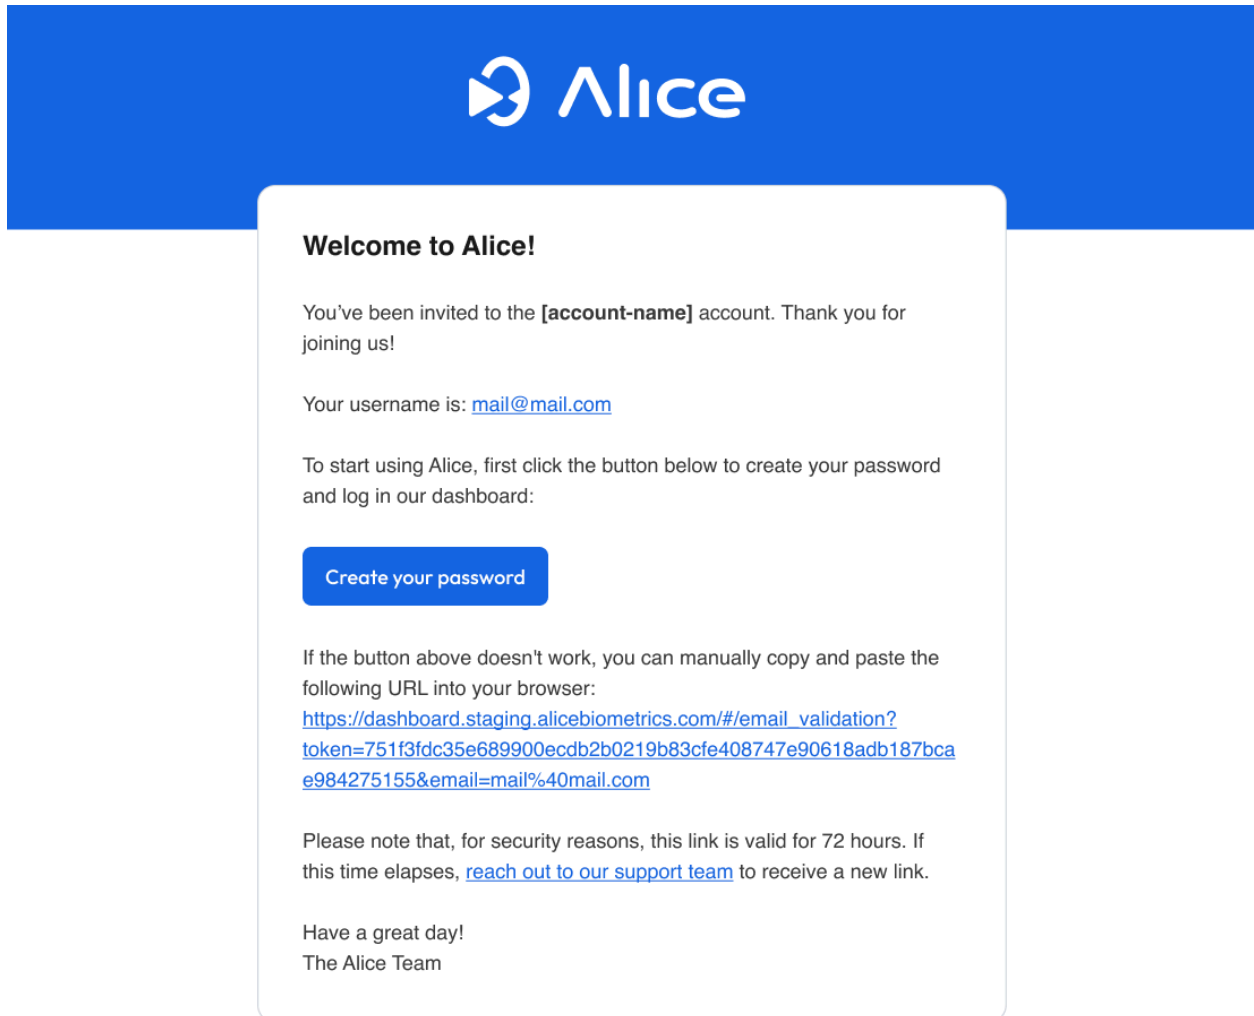 Alice
Welcome to Alice!
You’ve been invited to the [account-name] account. Thank you for
joining us!
Your username is: mail@mail.com
To start using Alice, first click the button below to create your password
and log in our dashboard:
Create your password
If the button above doesn't work, you can manually copy and paste the
following URL into your browser:
https://dashboard.staging.alicebiometrics.com/#/email_validation?
token=751f3fdc35e689900ecdb2b0219b83cfe408747e90618adb187bca
e984275155&email=mail%40mail.com
Please note that, for security reasons, this link is valid for 72 hours. If
this time elapses, reach out to our support team to receive a new link.
Have a great day!
The Alice Team